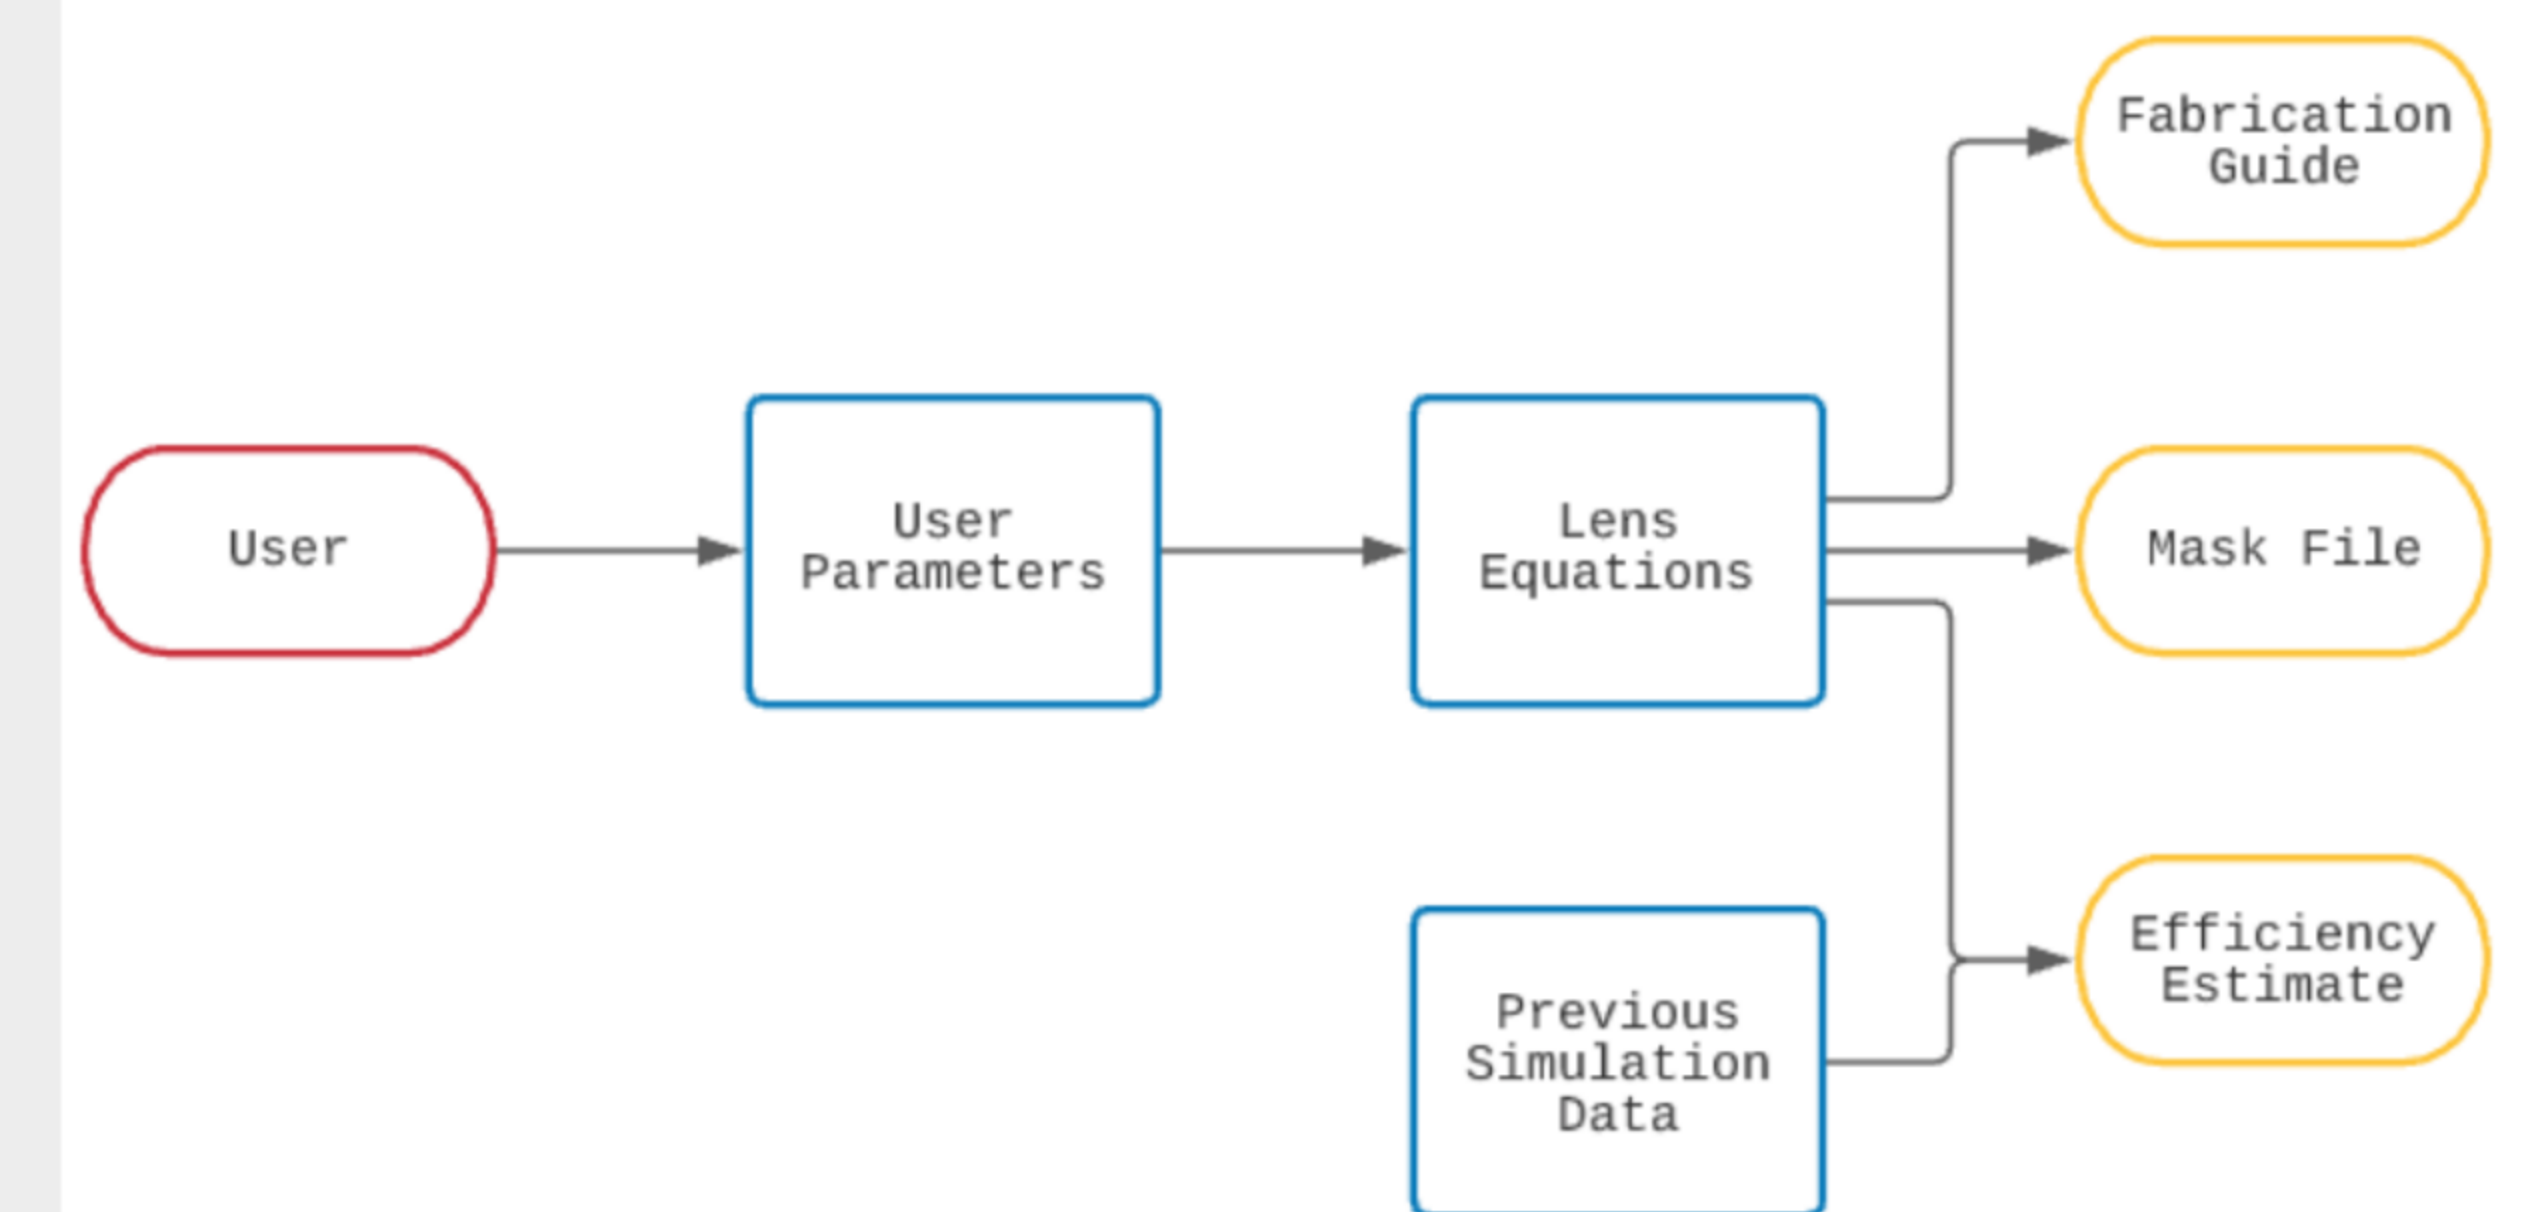 User
User
Parameters
Lens
Equations
Fabrication
Guide
Mask File
Efficiency
Estimate
Previous
Simulation
Data